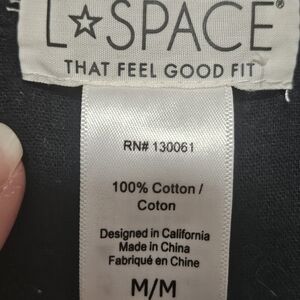 L★SPACE®
THAT FEEL GOOD FIT
RN# 130061
100% Cotton /
Coton
Designed in California
Made in China
Fabriqué en Chine
M/M